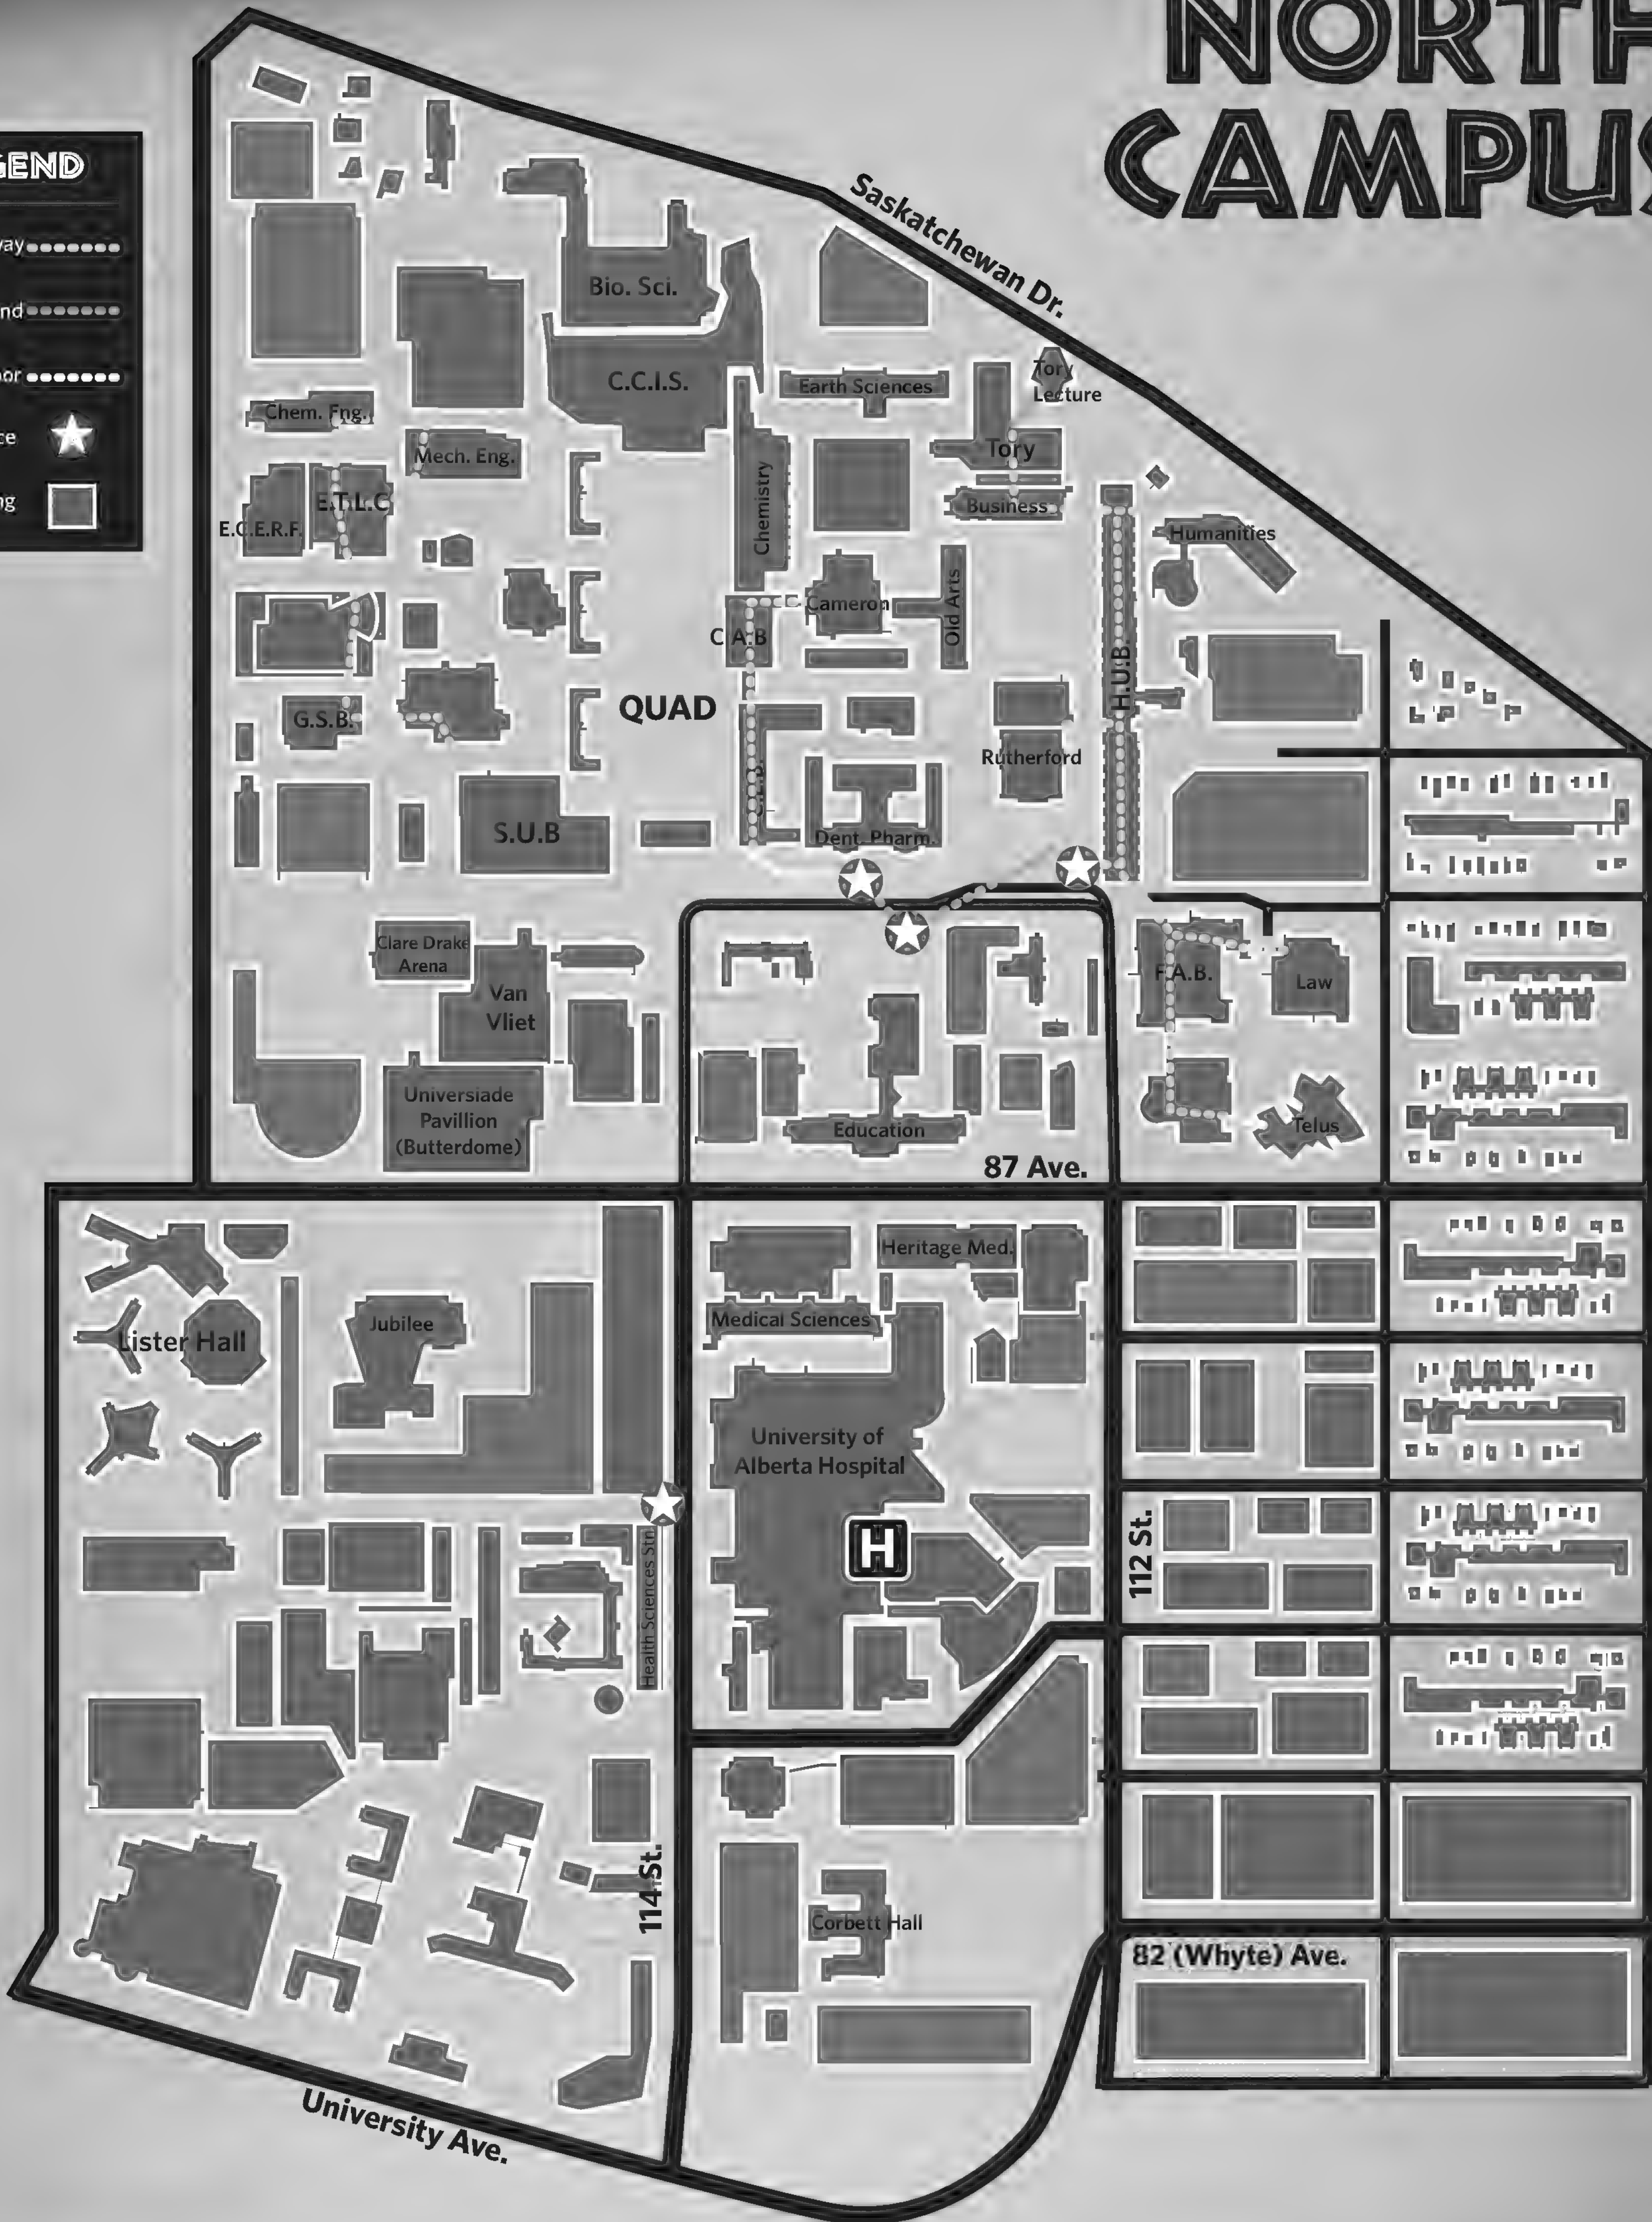 NORTH
CAMPUS
GEND
Saskatchewan Dr.
Bio. Sci.
C.C.I.S.
Earth Sciences
Tory
Lecture
Chem. Eng.
Mech. Eng.
Tory
E.T.L.C
Business
E.C.E.R.F.
Chemistry
Humanities
Cameron
Old Arts
C.A.B
H.U.B.
QUAD
G.S.B.
Rutherford
S.U.B
Dent. Pharm.
Clare Drake
Arena
Van
Vliet
F.A.B.
Law
Universiade
Pavillion
(Butterdome)
Education
Telus
87 Ave.
Heritage Med.
Medical Sciences
Jubilee
Lister Hall
University of
Alberta Hospital
H
112 St.
Health Sciences Stn
114 St.
Corbett Hall
82 (Whyte) Ave.
University Ave.